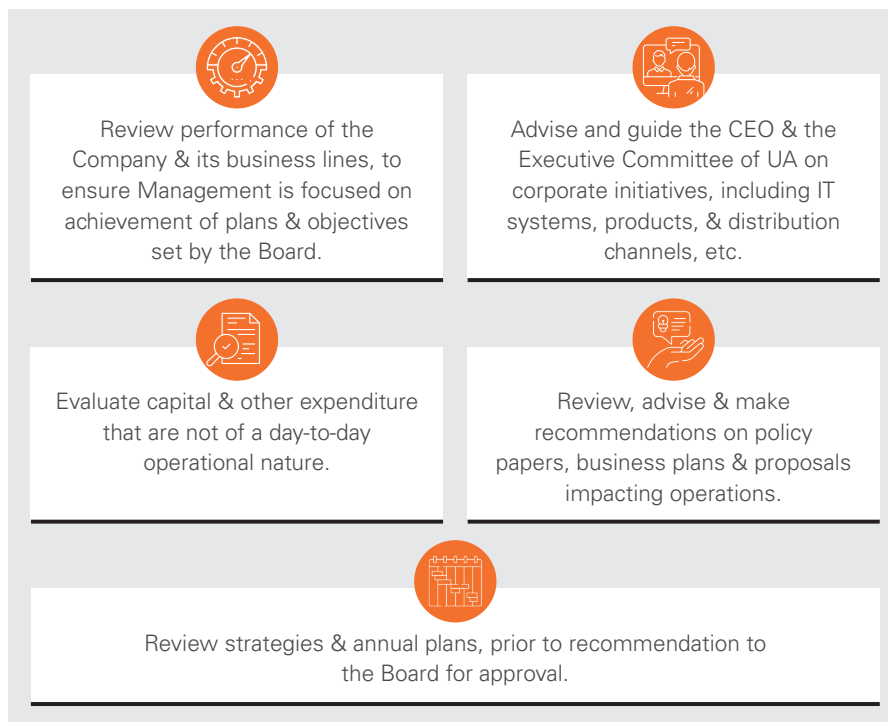 Review performance of the
Company & its business lines, to
ensure Management is focused on
achievement of plans & objectives
set by the Board.
Advise and guide the CEO & the
Executive Committee of UA on
corporate initiatives, including IT
systems, products, & distribution
channels, etc.
Evaluate capital & other expenditure
that are not of a day-to-day
operational nature.
Review, advise & make
recommendations on policy
papers, business plans & proposals
impacting operations.
Review strategies & annual plans, prior to recommendation to
the Board for approval.